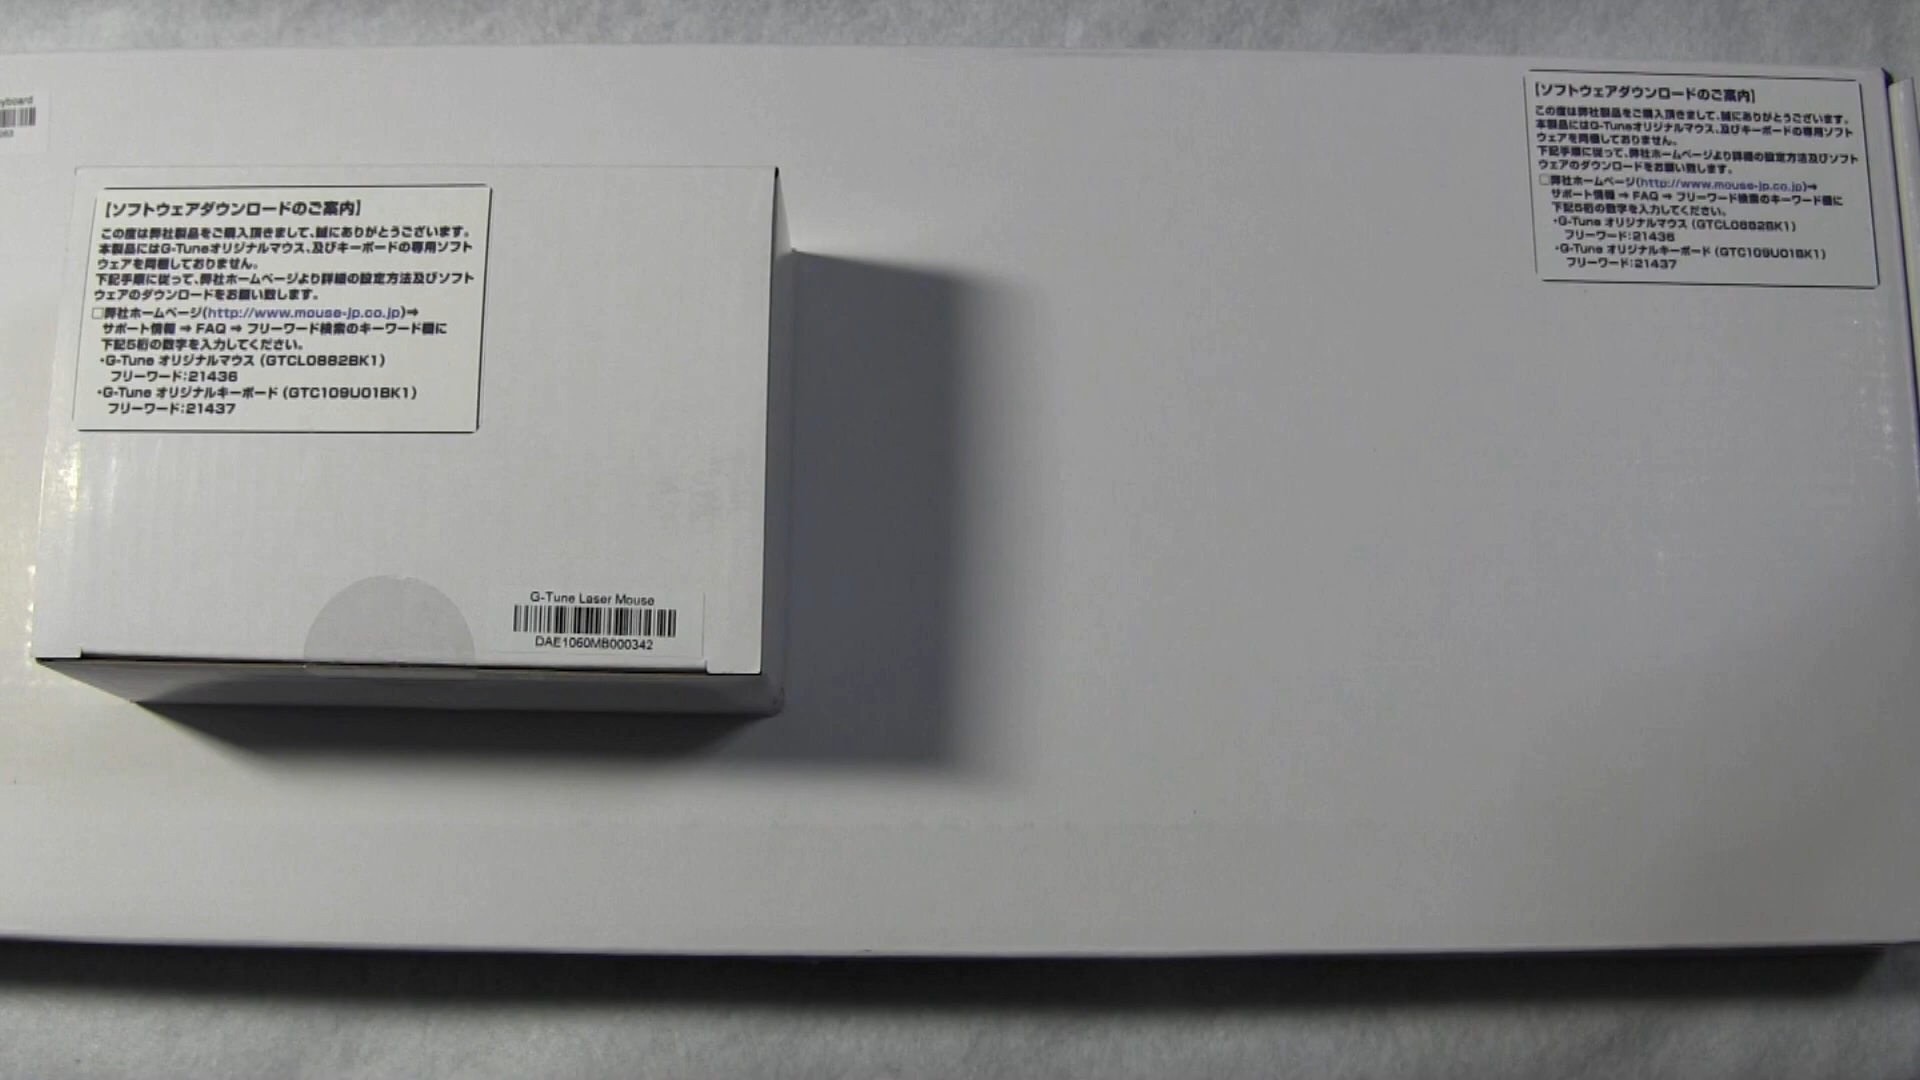 yboard
【ソフトウェアダウンロードのご案内】
この度は弊社製品をご購入頂きまして、誠にありがとうございます。
本製品にはG-Tuneオリジナルマウス、及びキーボードの専用ソフト
ウェアを同梱しておりません。
下記手順に従って、弊社ホームページより詳細の設定方法及びソフト
ウェアのダウンロードをお願い致します。
□弊社ホームページ(http://www.mouse-jp.co.jp)⇒
サポート情報 ⇒ FAQ ⇒ フリーワード検索のキーワード欄に
下記5桁の数字を入力してください。
・G-Tune オリジナルマウス (GTCL0882BK1)
フリーワード:21436
・G-Tune オリジナルキーボード (GTC109U01BK1)
フリーワード:21437
G-Tune Laser Mouse
DAE1060MB000342
【ソフトウェアダウンロードのご案内】
この度は弊社製品をご購入頂きまして、誠にありがとうございます。
本製品にはG-Tuneオリジナルマウス、及びキーボードの専用ソフト
ウェアを同梱しておりません。
下記手順に従って、弊社ホームページより詳細の設定方法及びソフト
ウェアのダウンロードをお願い致します。
□弊社ホームページ(http://www.mouse-jp.co.jp)⇒
サポート情報 ⇒ FAQ ⇒ フリーワード検索のキーワード欄に
下記5桁の数字を入力してください。
・G-Tune オリジナルマウス (GTCL0882BK1)
フリーワード:21436
・G-Tune オリジナルキーボード (GTC109U01BK1)
フリーワード:21437